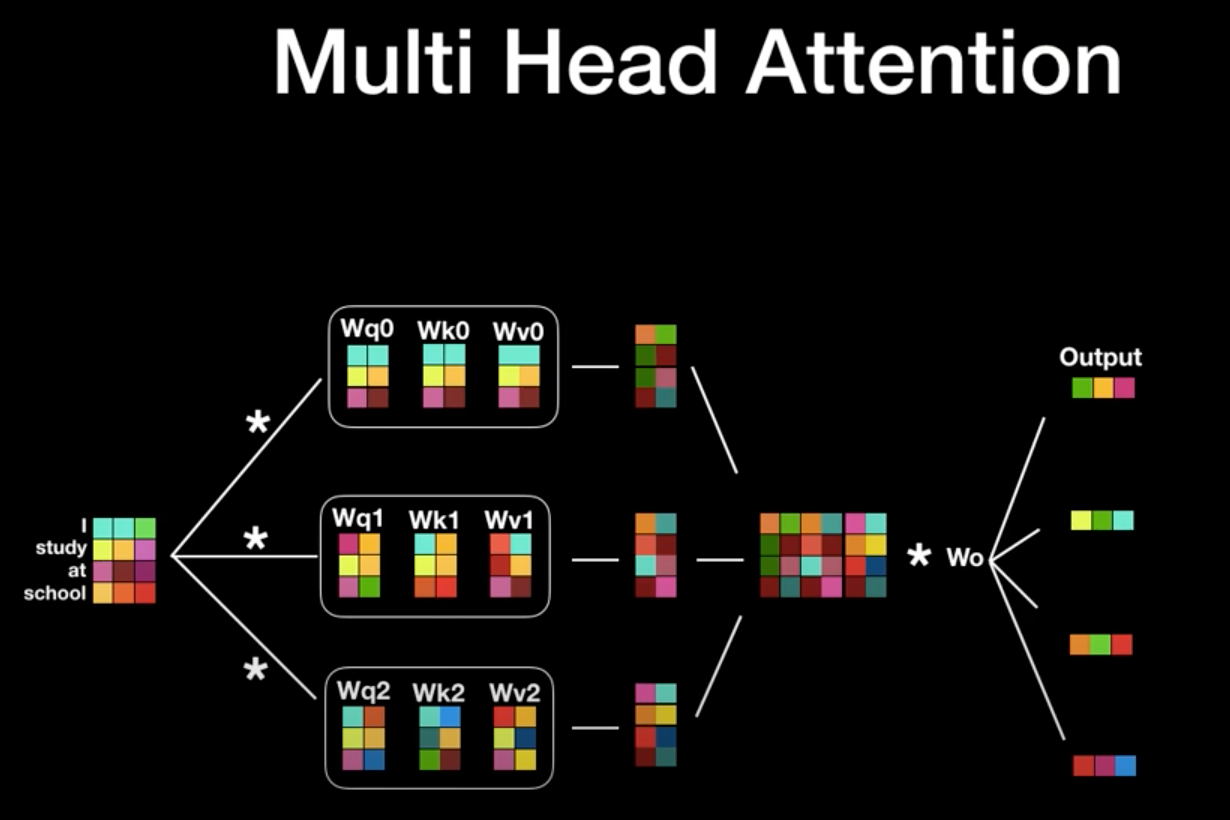 Multi Head Attention
Wq0 Wk0 Wv0
*
Output
I
study
at
school
*
Wq1 Wk1 Wv1
* Wo
*
Wq2 Wk2 Wv2